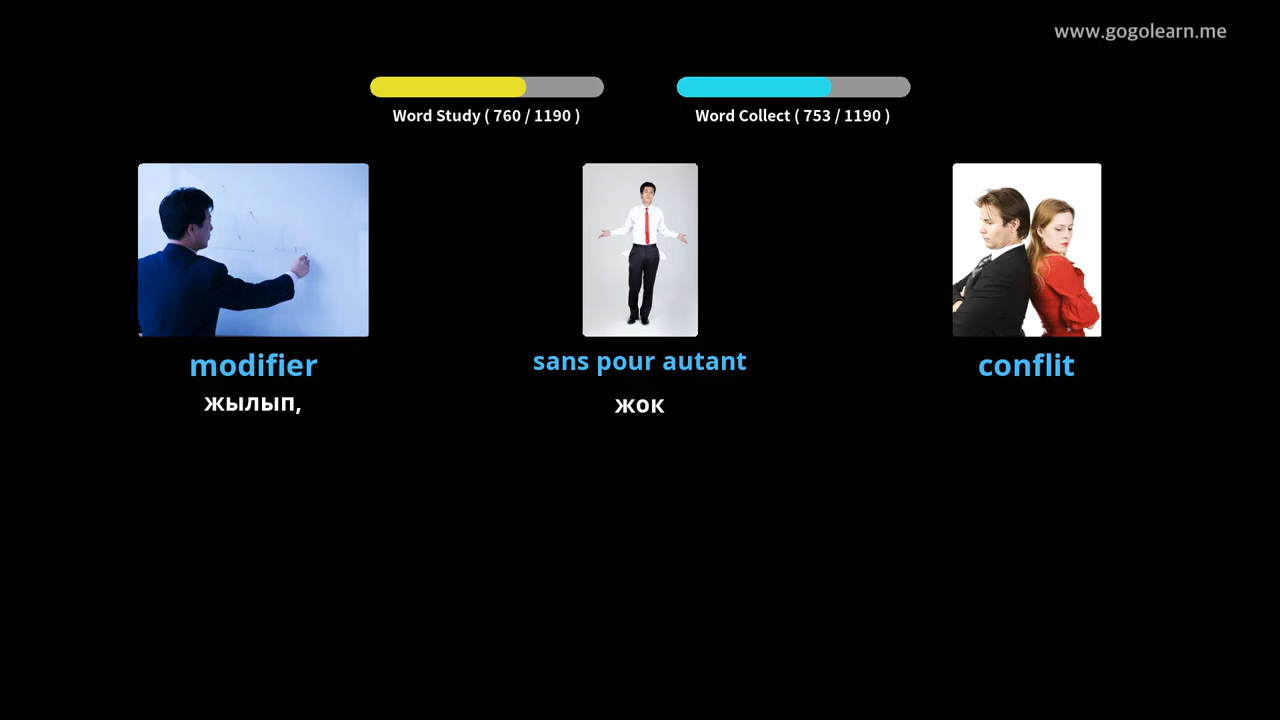 www.gogolearn.me
Word Study ( 760 / 1190 )
Word Collect ( 753 / 1190 )
modifier
жылып,
sans pour autant
жок
conflit